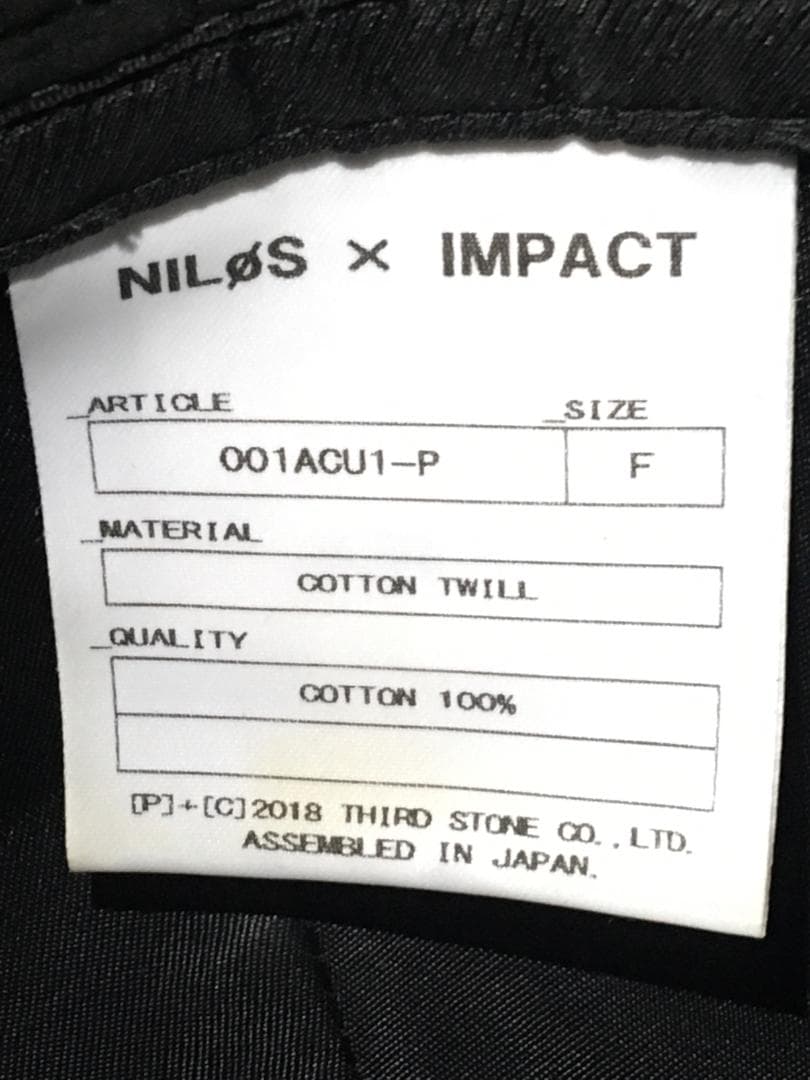 NILøS × IMPACT
_ARTICLE _SIZE
001ACU1-P F
_MATERIAL
COTTON TWILL
_QUALITY
COTTON 100%
[P]+[C]2018 THIRD STONE CO.,LTD.
ASSEMBLED IN JAPAN.